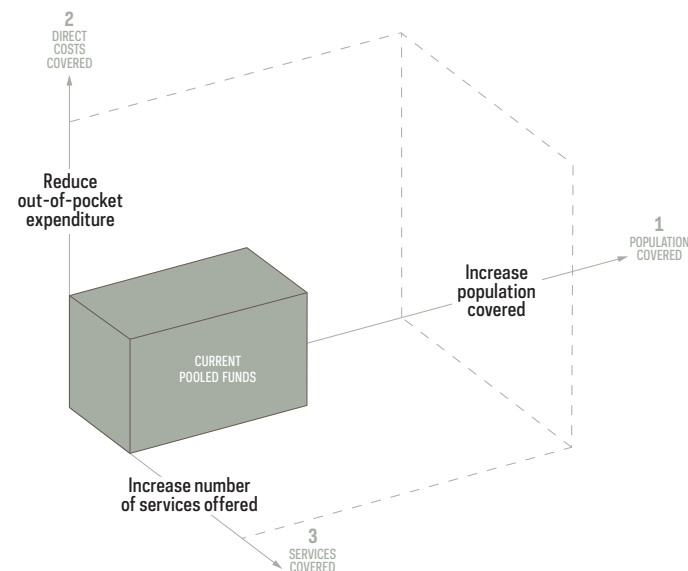 2
DIRECT
COSTS
COVERED
Reduce
out-of-pocket
expenditure
1
POPULATION
COVERED
Increase
population
covered
CURRENT
POOLED FUNDS
Increase number
of services offered
3
SERVICES
COVERED